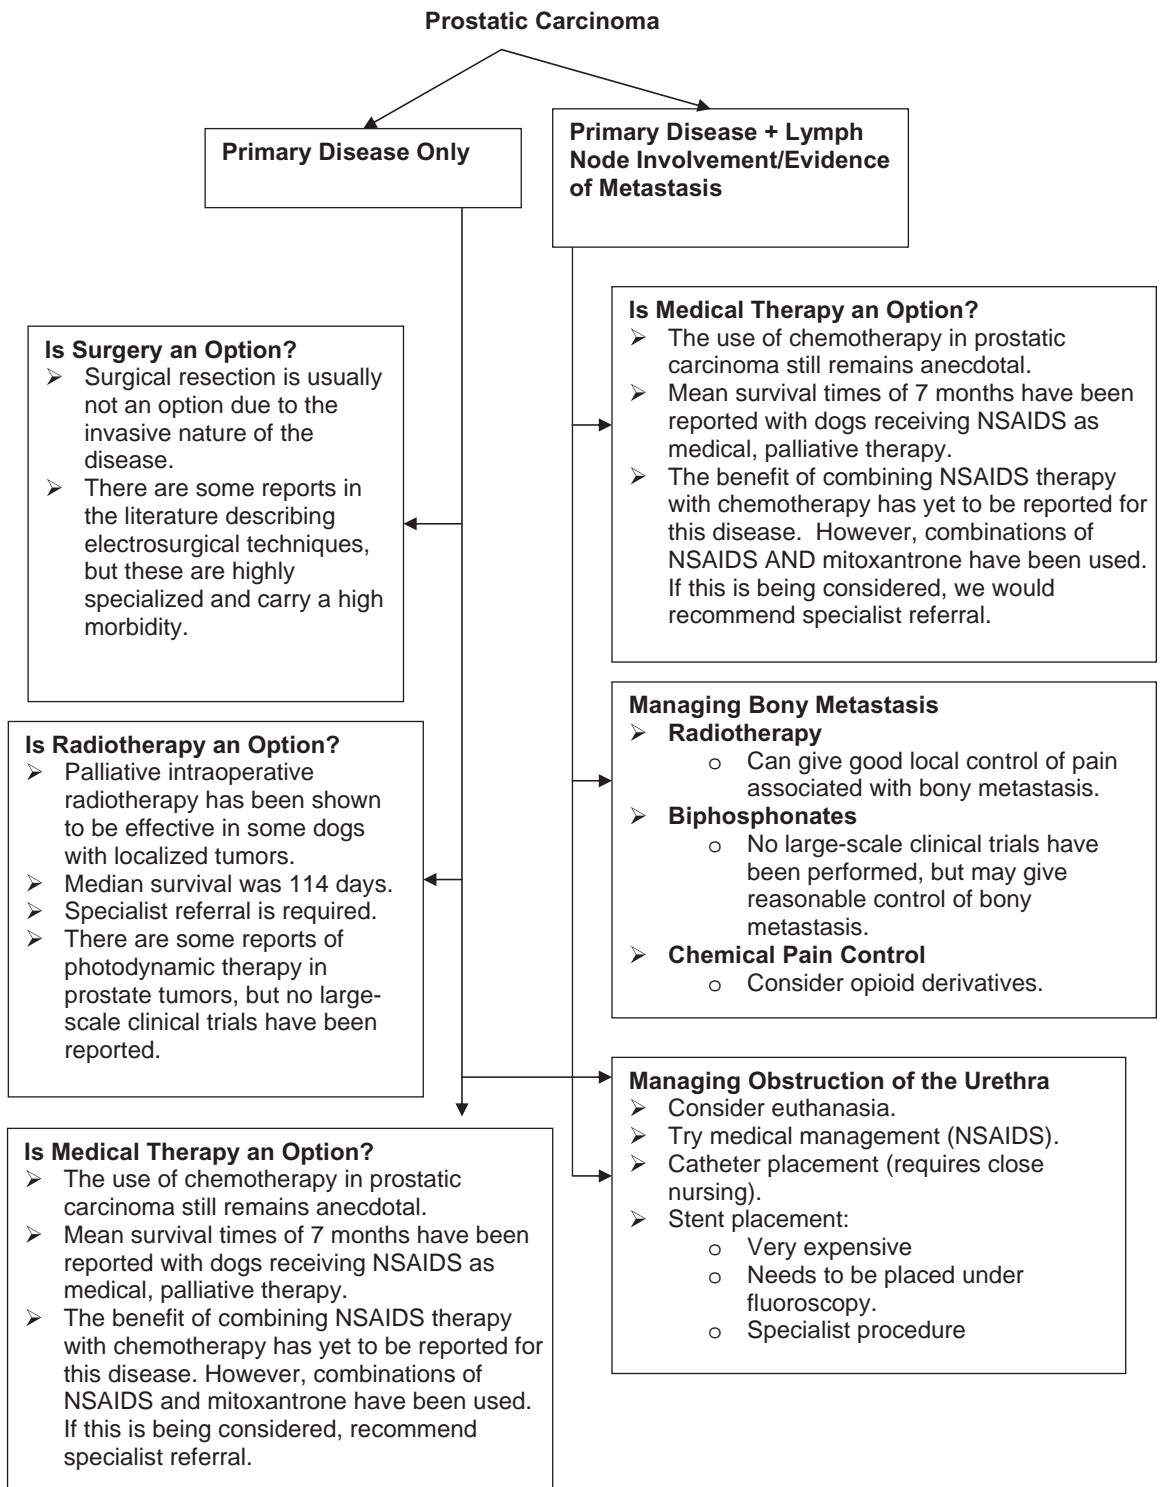 Prostatic Carcinoma
Primary Disease Only
Primary Disease + Lymph
Node Involvement/Evidence
of Metastasis
Is Surgery an Option?
➢ Surgical resection is usually
not an option due to the
invasive nature of the
disease.
➢ There are some reports in
the literature describing
electrosurgical techniques,
but these are highly
specialized and carry a high
morbidity.
Is Radiotherapy an Option?
➢ Palliative intraoperative
radiotherapy has been shown
to be effective in some dogs
with localized tumors.
➢ Median survival was 114 days.
➢ Specialist referral is required.
➢ There are some reports of
photodynamic therapy in
prostate tumors, but no large-
scale clinical trials have been
reported.
Is Medical Therapy an Option?
➢ The use of chemotherapy in prostatic
carcinoma still remains anecdotal.
➢ Mean survival times of 7 months have been
reported with dogs receiving NSAIDS as
medical, palliative therapy.
➢ The benefit of combining NSAIDS therapy
with chemotherapy has yet to be reported for
this disease. However, combinations of
NSAIDS and mitoxantrone have been used.
If this is being considered, recommend
specialist referral.
Is Medical Therapy an Option?
➢ The use of chemotherapy in prostatic
carcinoma still remains anecdotal.
➢ Mean survival times of 7 months have been
reported with dogs receiving NSAIDS as
medical, palliative therapy.
➢ The benefit of combining NSAIDS therapy
with chemotherapy has yet to be reported for
this disease. However, combinations of
NSAIDS AND mitoxantrone have been used.
If this is being considered, we would
recommend specialist referral.
Managing Bony Metastasis
➢ Radiotherapy
o Can give good local control of pain
associated with bony metastasis.
➢ Biphosphonates
o No large-scale clinical trials have
been performed, but may give
reasonable control of bony
metastasis.
➢ Chemical Pain Control
o Consider opioid derivatives.
Managing Obstruction of the Urethra
➢ Consider euthanasia.
➢ Try medical management (NSAIDS).
➢ Catheter placement (requires close
nursing).
➢ Stent placement:
o Very expensive
o Needs to be placed under
fluoroscopy.
o Specialist procedure